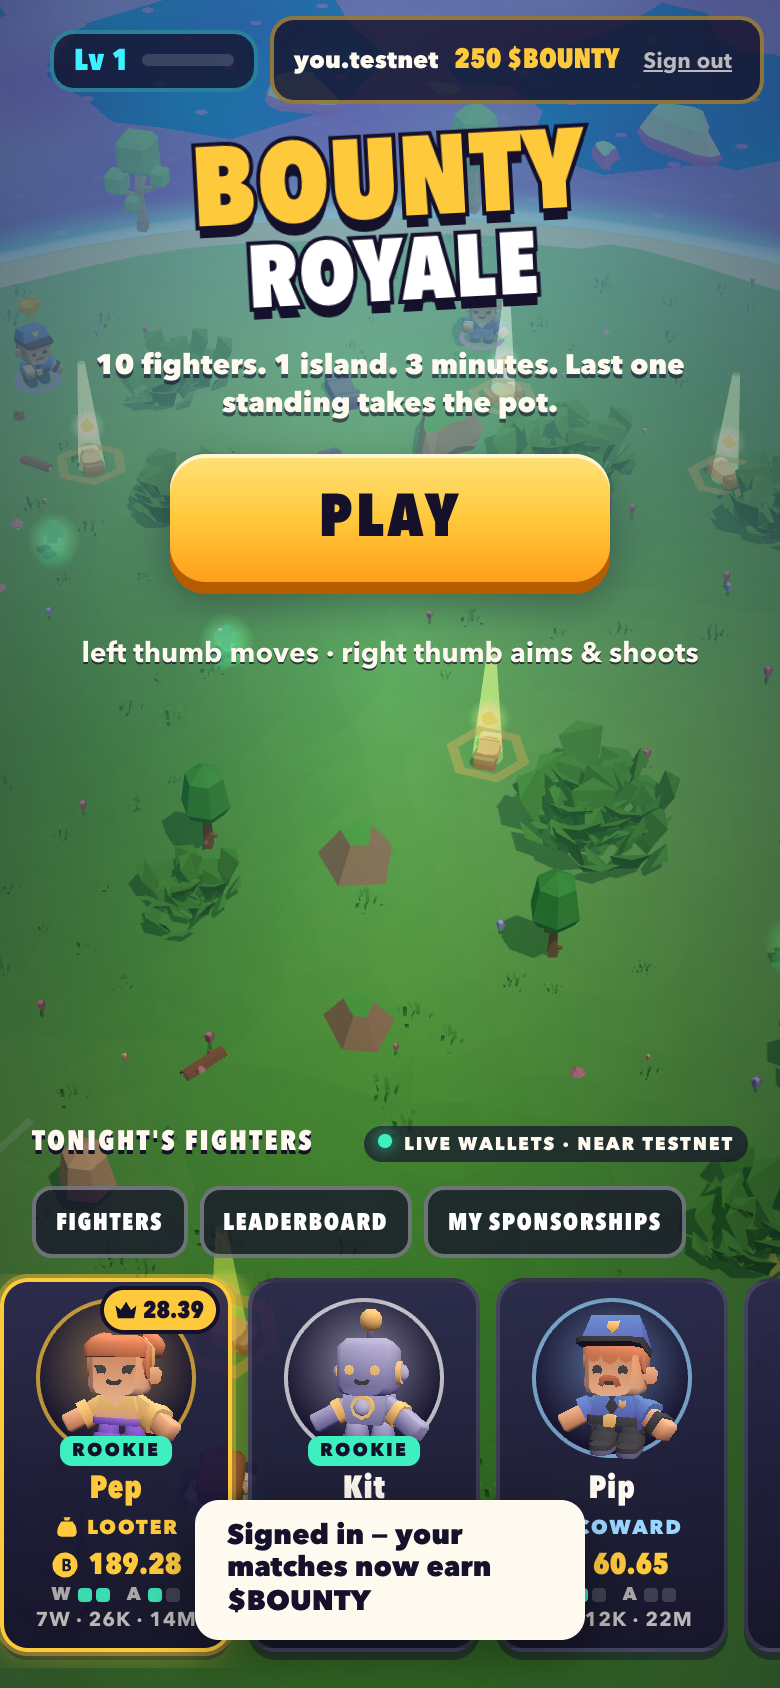 Lv 1
you.testnet 250 $BOUNTY Sign out
BOUNTY
ROYALE
10 fighters. 1 island. 3 minutes. Last one
standing takes the pot.
PLAY
left thumb moves · right thumb aims & shoots
TONIGHT'S FIGHTERS
LIVE WALLETS · NEAR TESTNET
FIGHTERS
LEADERBOARD
MY SPONSORSHIPS
28.39
ROOKIE
Pep
LOOTER
B 189.28
W A
7W · 26K · 14M
ROOKIE
Kit
Pip
COWARD
60.65
A
12K · 22M
Signed in – your
matches now earn
$BOUNTY